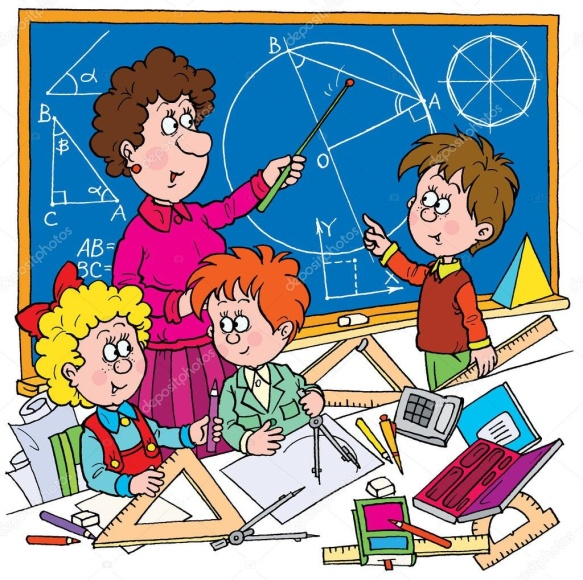 α
B
β
C
α
A
AB=
BC=
B
A
O
Y
X
depositphotos